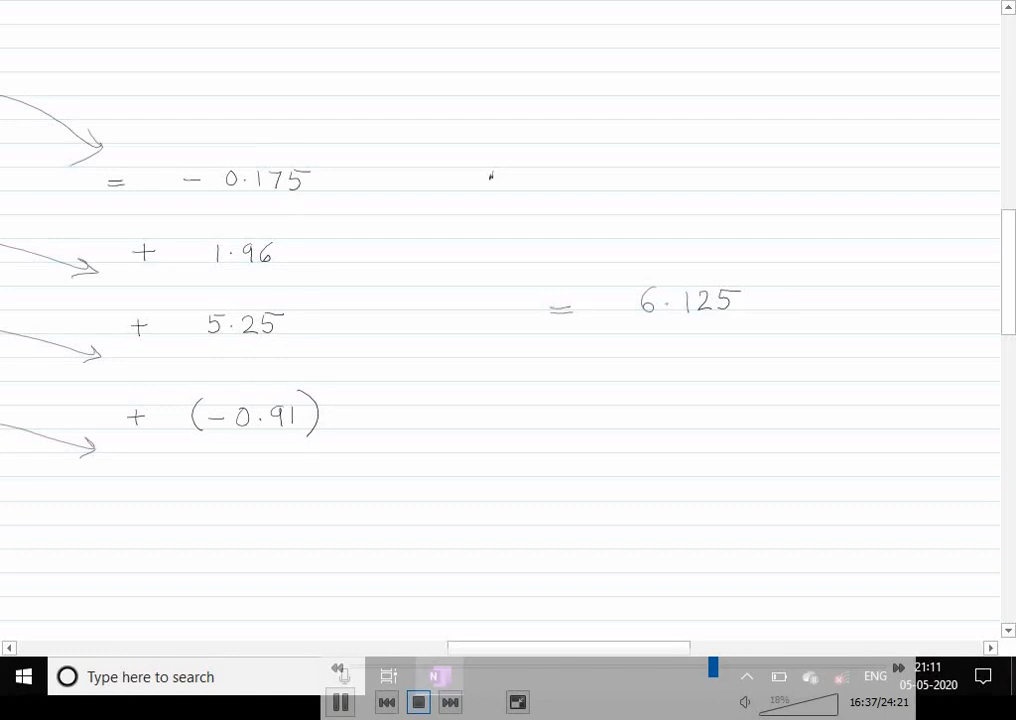 = - 0.175
+ 1.96
+ 5.25
= 6.125
+ (-0.91)
Type here to search
N
ENG
21:11
05-05-2020
18%
16:37/24:21